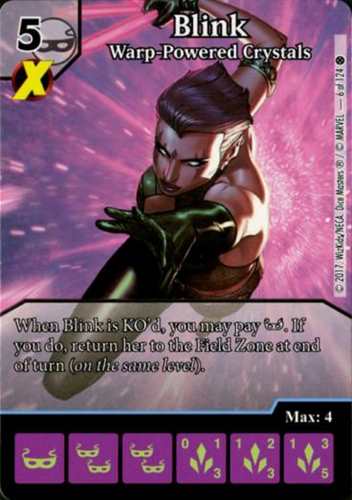 5
Blink
Warp-Powered Crystals
X
© 2017 WizKids/NECA. Dice Masters ® / © MARVEL — 6 of 124
When Blink is KO'd, you may pay . If
you do, return her to the Field Zone at end
of turn (on the same level).
Max: 4
0 1
3
1 2
3
1 3
5